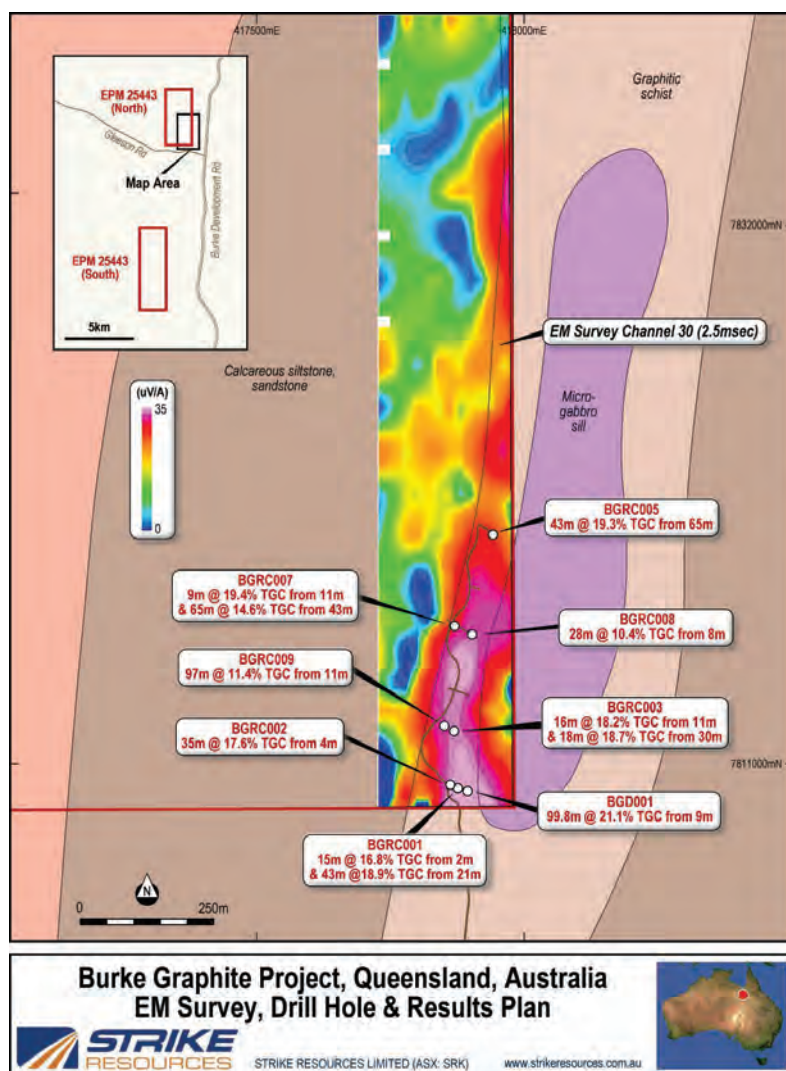 417500mE
418000mE
EPM 25443
(North)
Gleeson Rd
Burke Development Rd
Map Area
EPM 25443
(South)
5km
Graphitic
schist
7832000mN
EM Survey Channel 30 (2.5msec)
Calcareous siltstone,
sandstone
(uV/A)
35
0
Micro-
gabbro
sill
BGRC005
43m @ 19.3% TGC from 65m
BGRC007
9m @ 19.4% TGC from 11m
& 65m @ 14.6% TGC from 43m
BGRC008
28m @ 10.4% TGC from 8m
BGRC009
97m @ 11.4% TGC from 11m
BGRC003
16m @ 18.2% TGC from 11m
& 18m @ 18.7% TGC from 30m
BGRC002
35m @ 17.6% TGC from 4m
7811000mN
BGD001
99.8m @ 21.1% TGC from 9m
BGRC001
15m @ 16.8% TGC from 2m
& 43m @18.9% TGC from 21m
N
0 250m
Burke Graphite Project, Queensland, Australia
EM Survey, Drill Hole & Results Plan
STRIKE
RESOURCES
STRIKE RESOURCES LIMITED (ASX: SRK) www.strikeresources.com.au